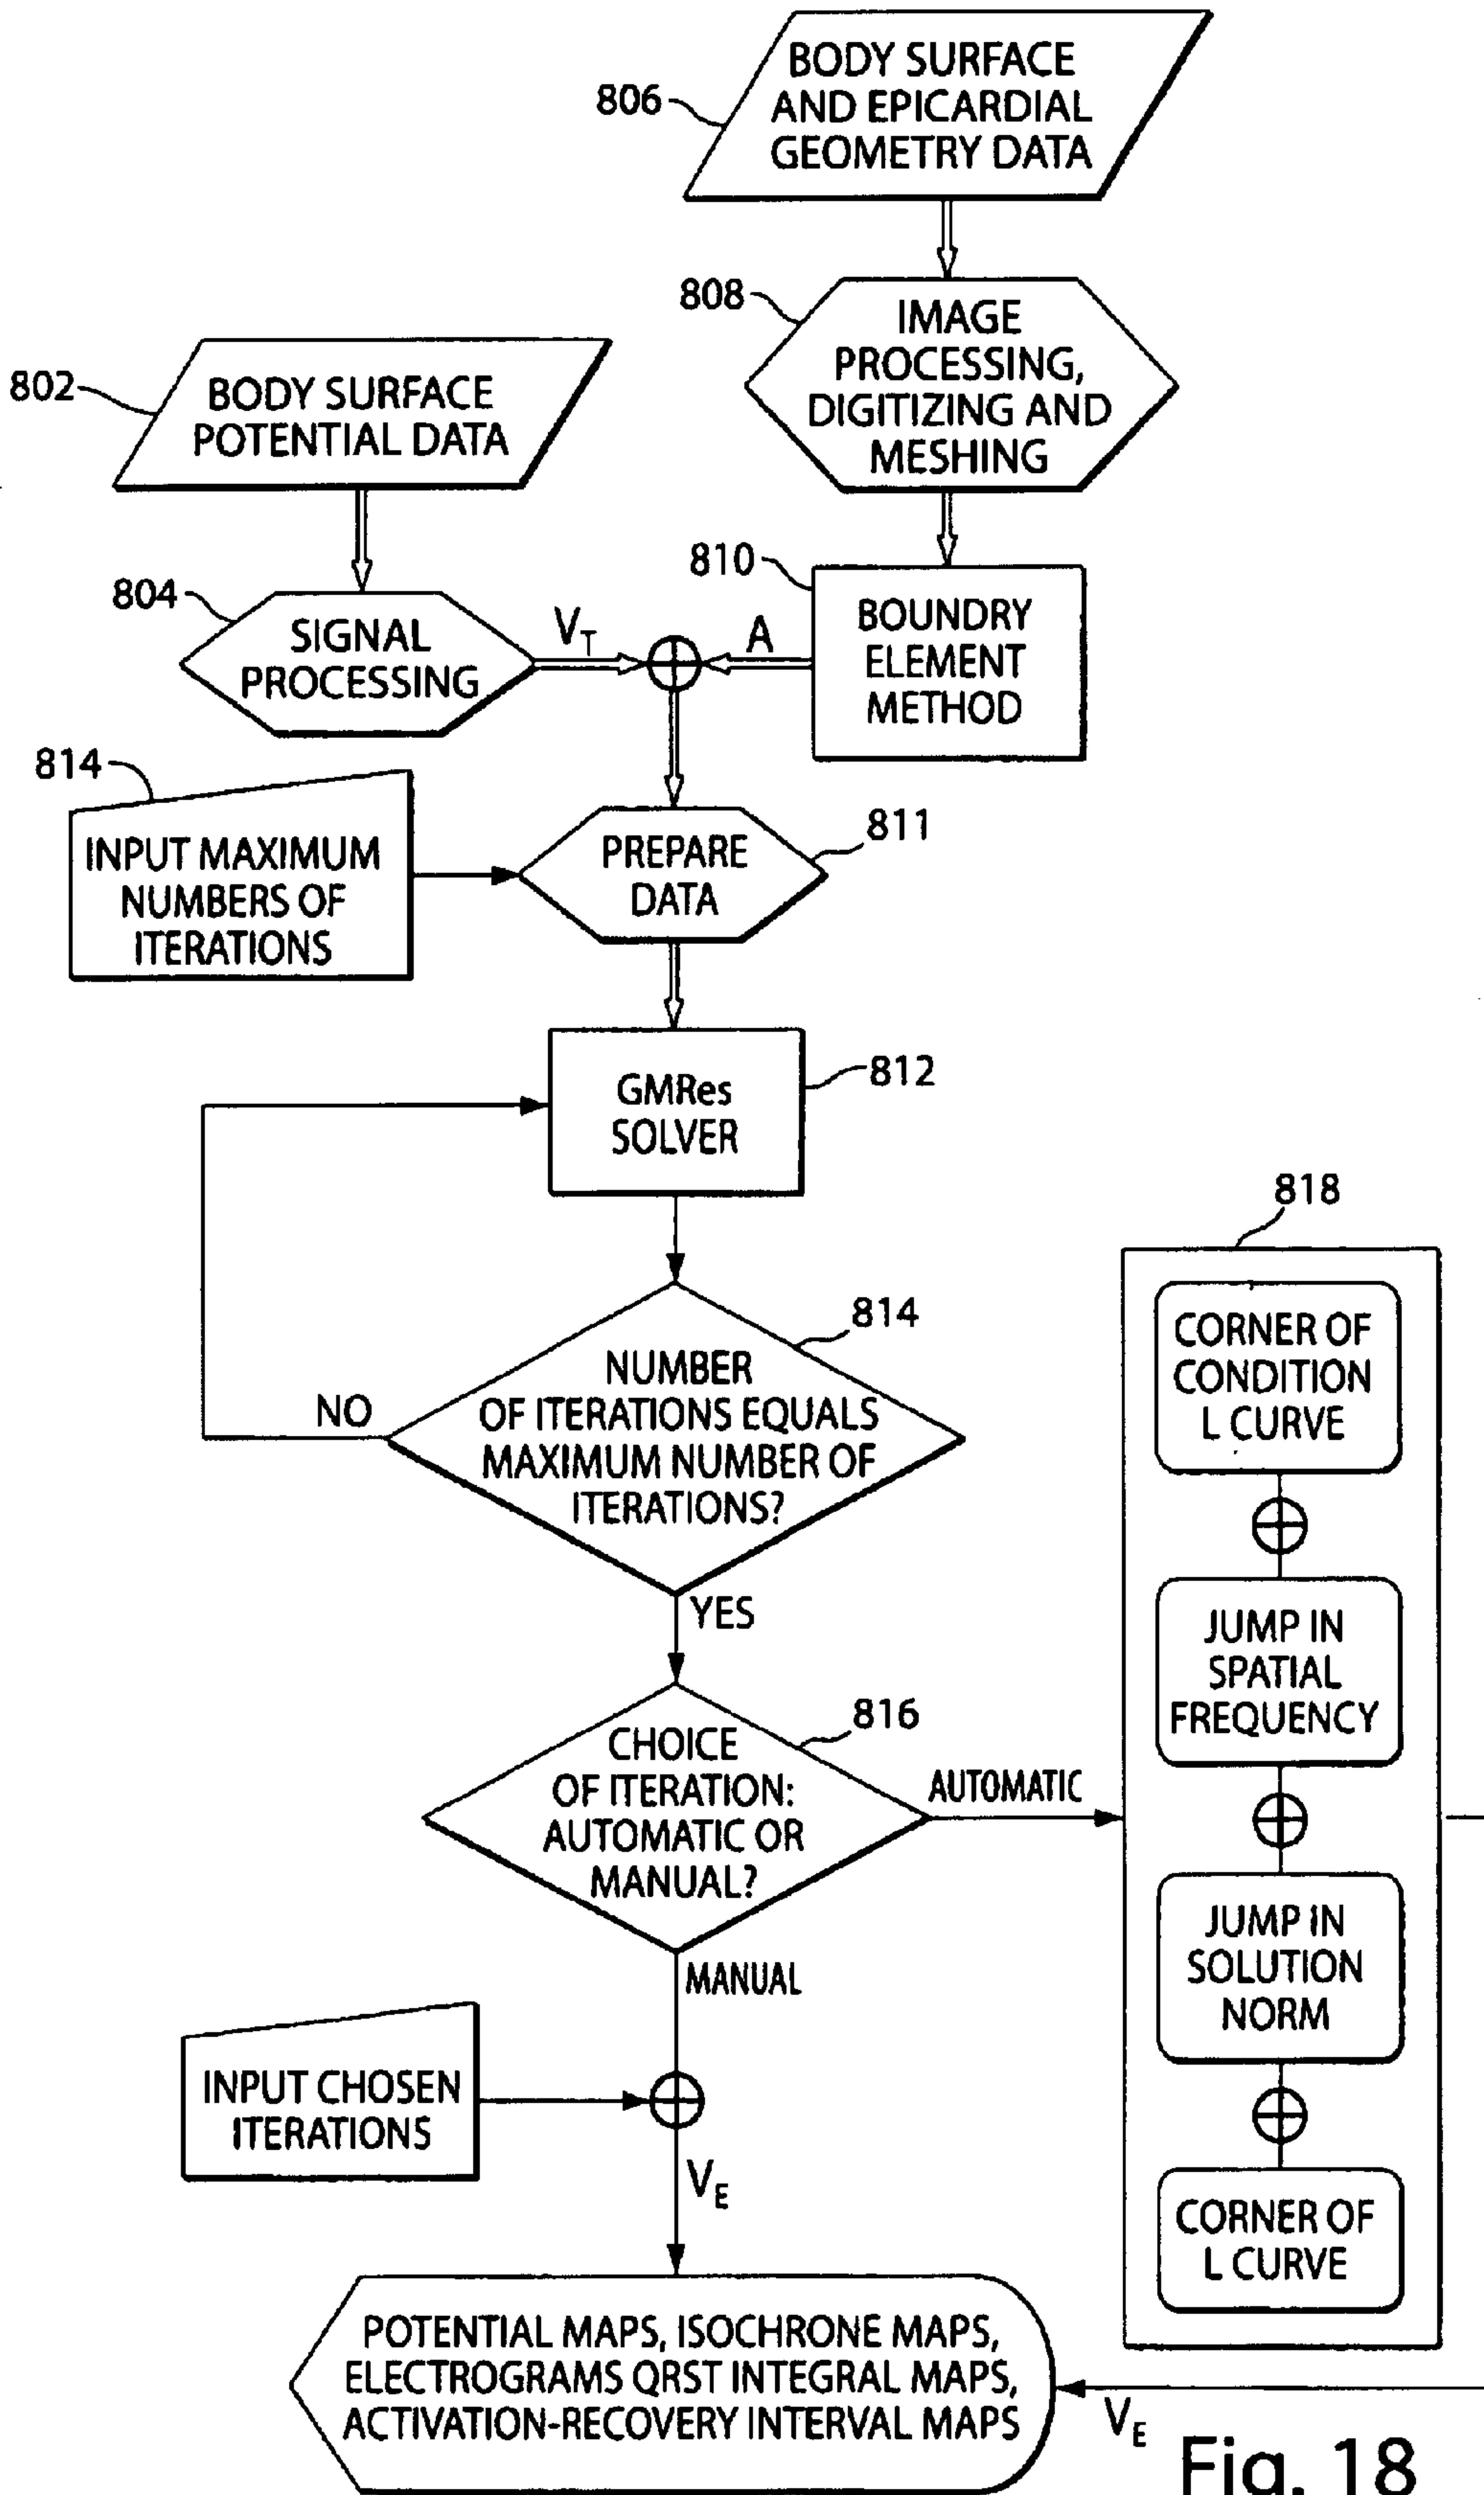 806
BODY SURFACE
AND EPICARDIAL
GEOMETRY DATA
808
IMAGE
PROCESSING,
DIGITIZING AND
MESHING
802
BODY SURFACE
POTENTIAL DATA
804
SIGNAL
PROCESSING
VT
A
810
BOUNDRY
ELEMENT
METHOD
814
INPUT MAXIMUM
NUMBERS OF
ITERATIONS
PREPARE
DATA
811
GMRes
SOLVER
812
814
NUMBER
OF ITERATIONS EQUALS
MAXIMUM NUMBER OF
ITERATIONS?
NO
YES
816
CHOICE
OF ITERATION:
AUTOMATIC OR
MANUAL?
AUTOMATIC
MANUAL
818
CORNER OF
CONDITION
L CURVE
JUMP IN
SPATIAL
FREQUENCY
JUMP IN
SOLUTION
NORM
CORNER OF
L CURVE
INPUT CHOSEN
ITERATIONS
VE
POTENTIAL MAPS, ISOCHRONE MAPS,
ELECTROGRAMS QRST INTEGRAL MAPS,
ACTIVATION-RECOVERY INTERVAL MAPS
VE
Fig. 18